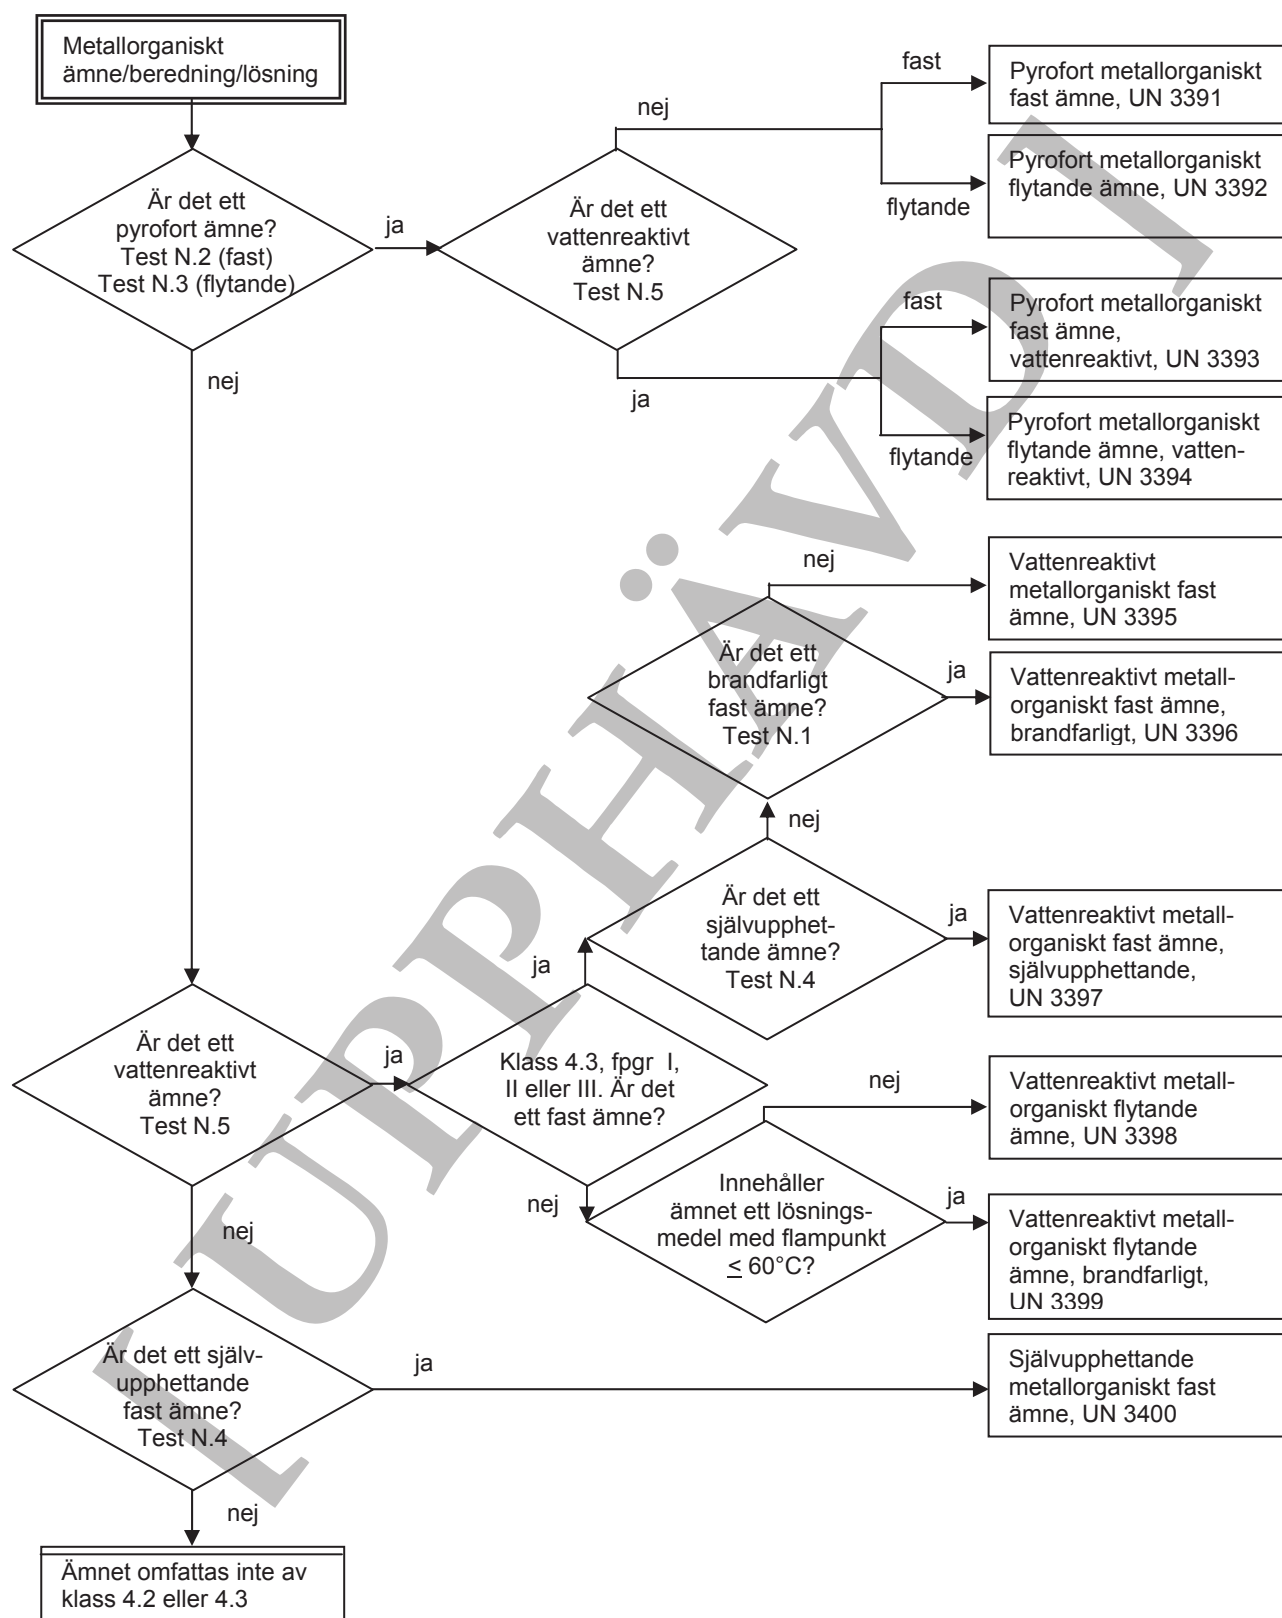 Metallorganiskt
ämne/beredning/lösning
fast
Pyrofort metallorganiskt
fast ämne, UN 3391
nej
Pyrofort metallorganiskt
flytande ämne, UN 3392
flytande
Är det ett
pyrofort ämne?
Test N.2 (fast)
Test N.3 (flytande)
ja
Är det ett
vattenreaktivt
ämne?
Test N.5
fast
Pyrofort metallorganiskt
fast ämne,
vattenreaktivt, UN 3393
nej
ja
Pyrofort metallorganiskt
flytande ämne, vatten-
reaktivt, UN 3394
flytande
nej
Vattenreaktivt
metallorganiskt fast
ämne, UN 3395
Är det ett
brandfarligt
fast ämne?
Test N.1
ja
Vattenreaktivt metall-
organiskt fast ämne,
brandfarligt, UN 3396
nej
Är det ett
självupphet-
tande ämne?
Test N.4
ja
Vattenreaktivt metall-
organiskt fast ämne,
självupphettande,
UN 3397
ja
Är det ett
vattenreaktivt
ämne?
Test N.5
ja
Klass 4.3, fpgr I,
II eller III. Är det
ett fast ämne?
nej
Vattenreaktivt metall-
organiskt flytande
ämne, UN 3398
nej
Innehåller
ämnet ett lösnings-
medel med flampunkt
≤ 60°C?
ja
Vattenreaktivt metall-
organiskt flytande
ämne, brandfarligt,
UN 3399
nej
Är det ett själv-
upphettande
fast ämne?
Test N.4
ja
Självupphettande
metallorganiskt fast
ämne, UN 3400
nej
Ämnet omfattas inte av
klass 4.2 eller 4.3
[ UPPHÄVD ]